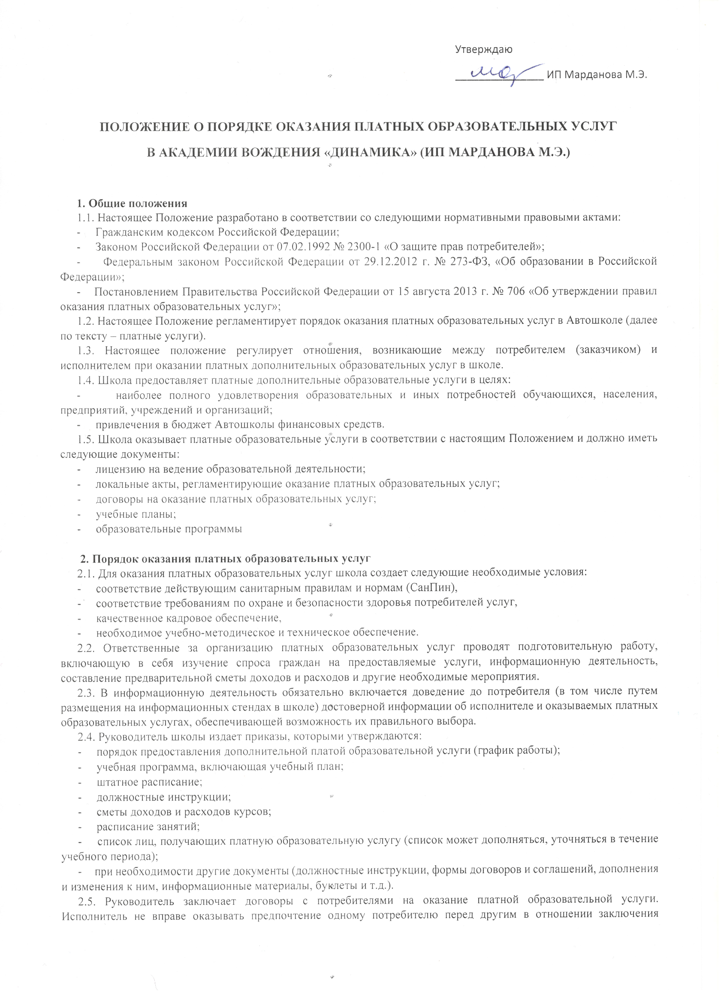 Утверждаю
_______________ ИП Марданова М.Э.
ПОЛОЖЕНИЕ О ПОРЯДКЕ ОКАЗАНИЯ ПЛАТНЫХ ОБРАЗОВАТЕЛЬНЫХ УСЛУГ
В АКАДЕМИИ ВОЖДЕНИЯ «ДИНАМИКА» (ИП МАРДАНОВА М.Э.)
1. Общие положения
1.1. Настоящее Положение разработано в соответствии со следующими нормативными правовыми актами:
- Гражданским кодексом Российской Федерации;
- Законом Российской Федерации от 07.02.1992 № 2300-1 «О защите прав потребителей»;
- Федеральным законом Российской Федерации от 29.12.2012 г. № 273-ФЗ, «Об образовании в Российской
Федерации»;
- Постановлением Правительства Российской Федерации от 15 августа 2013 г. № 706 «Об утверждении правил
оказания платных образовательных услуг»;
1.2. Настоящее Положение регламентирует порядок оказания платных образовательных услуг в Автошколе (далее
по тексту – платные услуги).
1.3. Настоящее положение регулирует отношения, возникающие между потребителем (заказчиком) и
исполнителем при оказании платных дополнительных образовательных услуг в школе.
1.4. Школа предоставляет платные дополнительные образовательные услуги в целях:
- наиболее полного удовлетворения образовательных и иных потребностей обучающихся, населения,
предприятий, учреждений и организаций;
- привлечения в бюджет Автошколы финансовых средств.
1.5. Школа оказывает платные образовательные услуги в соответствии с настоящим Положением и должно иметь
следующие документы:
- лицензию на ведение образовательной деятельности;
- локальные акты, регламентирующие оказание платных образовательных услуг;
- договоры на оказание платных образовательных услуг;
- учебные планы;
- образовательные программы
2. Порядок оказания платных образовательных услуг
2.1. Для оказания платных образовательных услуг школа создает следующие необходимые условия:
- соответствие действующим санитарным правилам и нормам (СанПин),
- соответствие требованиям по охране и безопасности здоровья потребителей услуг,
- качественное кадровое обеспечение,
- необходимое учебно-методическое и техническое обеспечение.
2.2. Ответственные за организацию платных образовательных услуг проводят подготовительную работу,
включающую в себя изучение спроса граждан на предоставляемые услуги, информационную деятельность,
составление предварительной сметы доходов и расходов и другие необходимые мероприятия.
2.3. В информационную деятельность обязательно включается доведение до потребителя (в том числе путем
размещения на информационных стендах в школе) достоверной информации об исполнителе и оказываемых платных
образовательных услугах, обеспечивающей возможность их правильного выбора.
2.4. Руководитель школы издает приказы, которыми утверждаются:
- порядок предоставления дополнительной платой образовательной услуги (график работы);
- учебная программа, включающая учебный план;
- штатное расписание;
- должностные инструкции;
- сметы доходов и расходов курсов;
- расписание занятий;
- список лиц, получающих платную образовательную услугу (список может дополняться, уточняться в течение
учебного периода);
- при необходимости другие документы (должностные инструкции, формы договоров и соглашений, дополнения
и изменения к ним, информационные материалы, буклеты и т.д.).
2.5. Руководитель заключает договоры с потребителями на оказание платной образовательной услуги.
Исполнитель не вправе оказывать предпочтение одному потребителю перед другим в отношении заключения